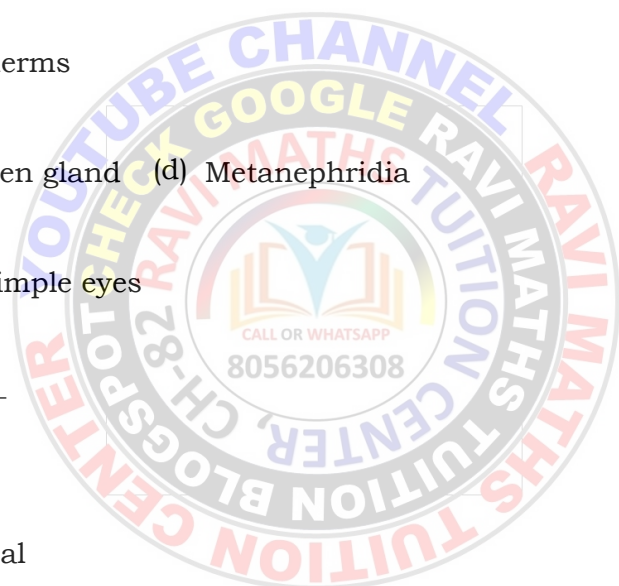 erms
en gland (d) Metanephridia
imple eyes
–
al
YOUTUBE CHANNEL RAVI MATHS TUITION CENTER
CHECK GOOGLE RAVI MATHS TUITION BLOGSPOT
RAVI MATHS TUITION CENTER, CH-82
CALL OR WHATSAPP
8056206308